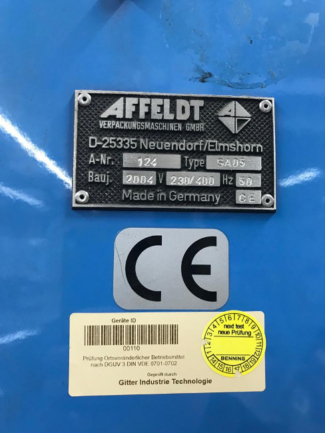 AFFELDT
VERPACKUNGSMASCHINEN GMBH
D-25335 Neuendorf/Elmshorn
A-Nr. 124 Type SA05
Bauj. 2004 V 230/400 Hz 50
Made in Germany CE
CE
Geräte ID
00110
Prüfung Ortsveränderlicher Betriebsmittel
nach DGUV 3 DIN VDE 0701-0702
Geprüft durch
Gitter Industrie Technologie
next test
neue Prüfung
BENNING